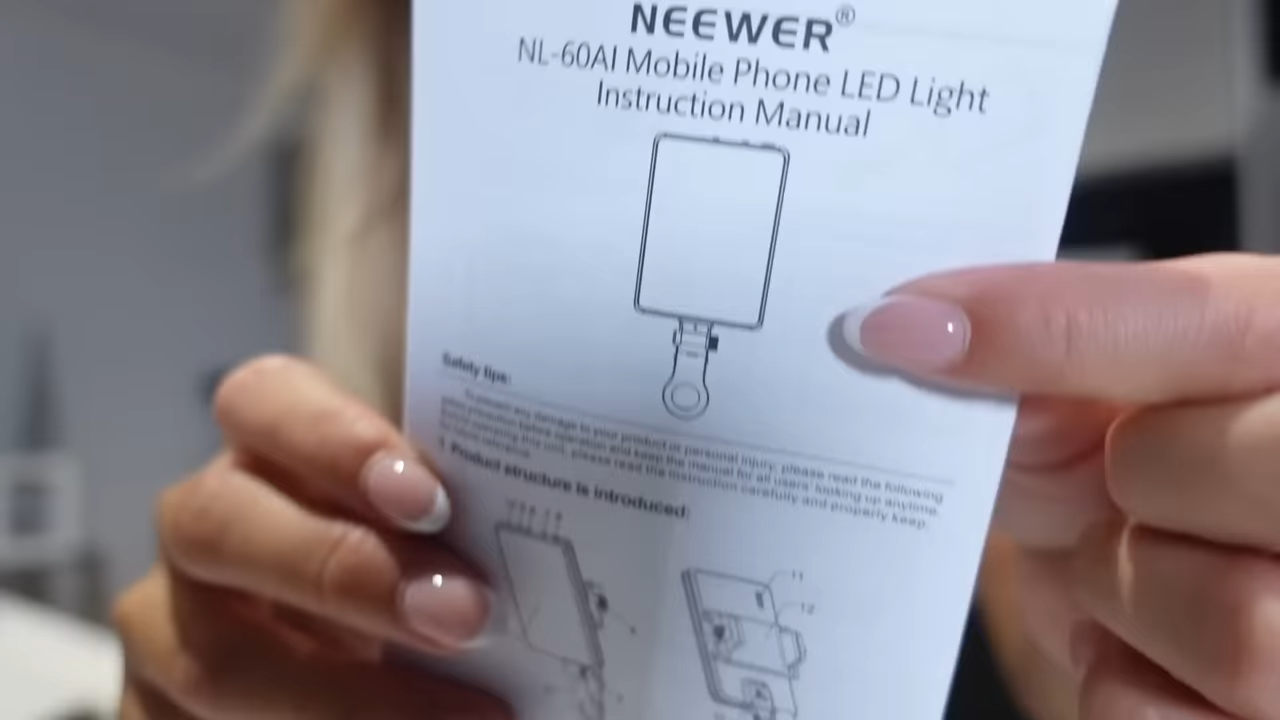 NEEWER®
NL-60AI Mobile Phone LED Light
Instruction Manual
Safety tips:
To prevent any damage to your product or personal injury, please read the following
before operation and keep the manual for all users' looking up anytime.
operating this unit, please read the instruction carefully and properly keep
reference.
Product structure is introduced:
11
12